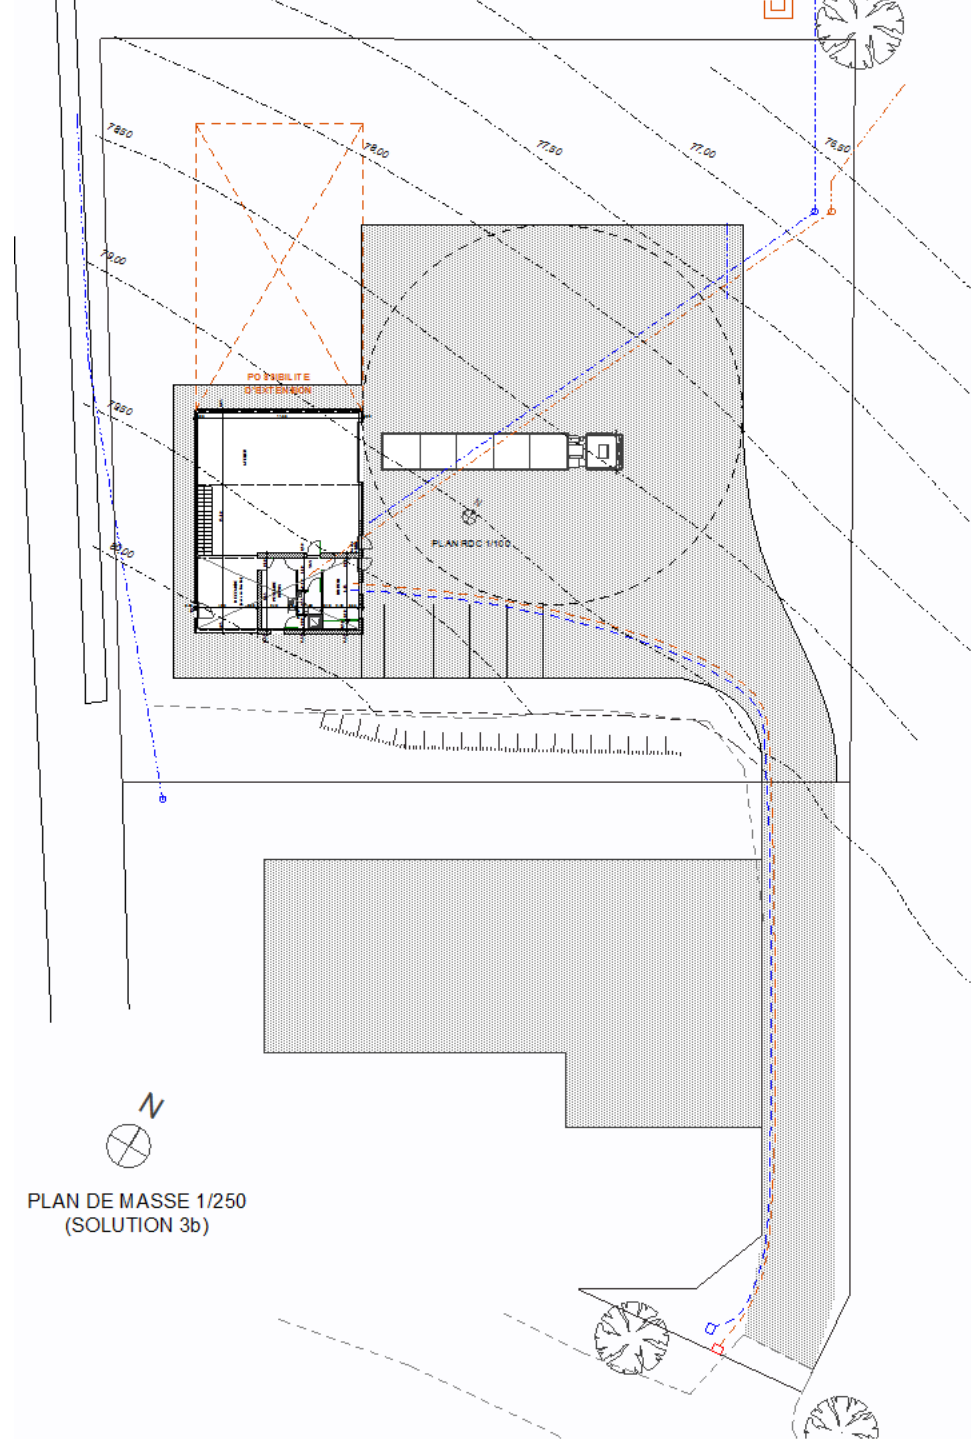 78,50
78,00
77,50
77,00
76,50
79,00
POSSIBILITE
D'EXTENSION
79,50
N
PLAN RDC 1/100
80,00
N
PLAN DE MASSE 1/250
(SOLUTION 3b)